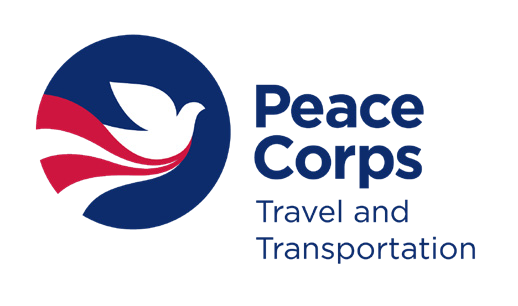 Peace
Corps
Travel and
Transportation